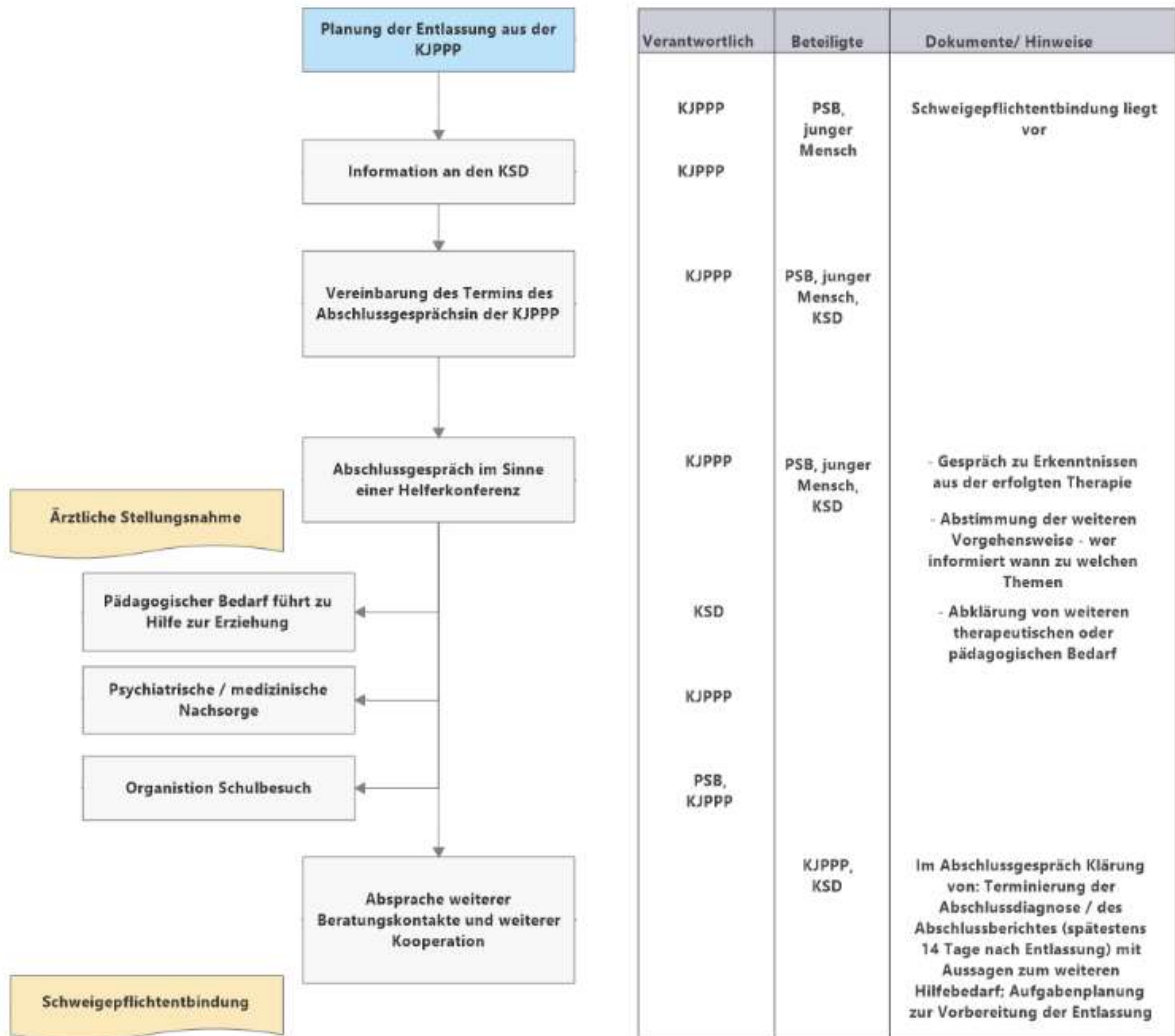 Planung der Entlassung aus der
KJPPP
Information an den KSD
Vereinbarung des Termins des
Abschlussgesprächsin der KJPPP
Abschlussgespräch im Sinne
einer Helferkonferenz
Ärztliche Stellungsnahme
Pädagogischer Bedarf führt zu
Hilfe zur Erziehung
Psychiatrische / medizinische
Nachsorge
Organistion Schulbesuch
Absprache weiterer
Beratungskontakte und weiterer
Kooperation
Schweigepflichtentbindung
Verantwortlich
Beteiligte
Dokumente/ Hinweise
KJPPP
PSB,
junger
Mensch
Schweigepflichtentbindung liegt
vor
KJPPP
KJPPP
PSB, junger
Mensch,
KSD
KJPPP
PSB, junger
Mensch,
KSD
- Gespräch zu Erkenntnissen
aus der erfolgten Therapie
- Abstimmung der weiteren
Vorgehensweise - wer
informiert wann zu welchen
Themen
KSD
- Abklärung von weiteren
therapeutischen oder
pädagogischen Bedarf
KJPPP
PSB,
KJPPP
KJPPP,
KSD
Im Abschlussgespräch Klärung
von: Terminierung der
Abschlussdiagnose / des
Abschlussberichtes (spätestens
14 Tage nach Entlassung) mit
Aussagen zum weiteren
Hilfebedarf; Aufgabenplanung
zur Vorbereitung der Entlassung